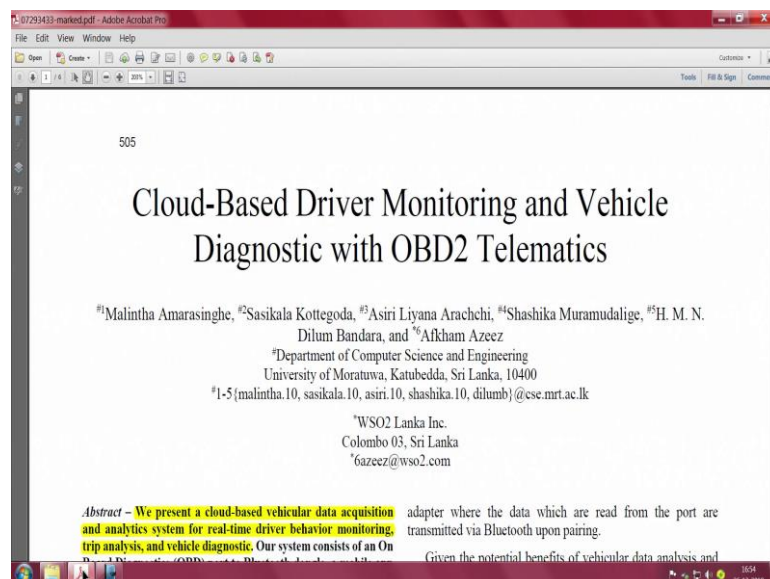 07293433-marked.pdf - Adobe Acrobat Pro
File Edit View Window Help
Open Create
Customize
1 / 6
Tools Fill & Sign Comme
505
Cloud-Based Driver Monitoring and Vehicle
Diagnostic with OBD2 Telematics
#1Malintha Amarasinghe, #2Sasikala Kottegoda, #3Asiri Liyana Arachchi, #4Shashika Muramudalige, #5H. M. N.
Dilum Bandara, and *6Afkham Azeez
#Department of Computer Science and Engineering
University of Moratuwa, Katubedda, Sri Lanka, 10400
#1-5{malintha.10, sasikala.10, asiri.10, shashika.10, dilumb}@cse.mrt.ac.lk
*WSO2 Lanka Inc.
Colombo 03, Sri Lanka
*6azeez@wso2.com
Abstract – We present a cloud-based vehicular data acquisition
and analytics system for real-time driver behavior monitoring,
trip analysis, and vehicle diagnostic. Our system consists of an On
adapter where the data which are read from the port are
transmitted via Bluetooth upon pairing.
Given the potential benefits of vehicular data analysis and
16:54